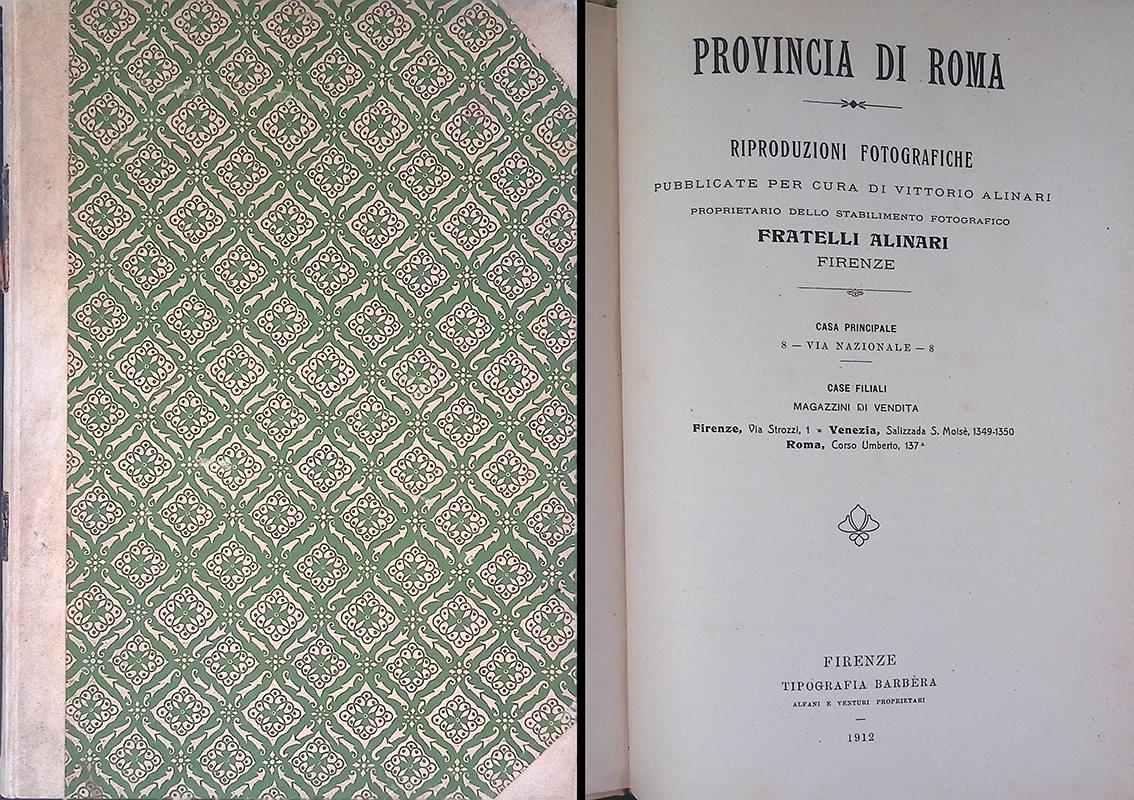 PROVINCIA DI ROMA
RIPRODUZIONI FOTOGRAFICHE
PUBBLICATE PER CURA DI VITTORIO ALINARI
PROPRIETARIO DELLO STABILIMENTO FOTOGRAFICO
FRATELLI ALINARI
FIRENZE
CASA PRINCIPALE
8 — VIA NAZIONALE — 8
CASE FILIALI
MAGAZZINI DI VENDITA
Firenze, Via Strozzi, 1 * Venezia, Salizzada S. Moisè, 1349-1350
Roma, Corso Umberto, 137 A
FIRENZE
TIPOGRAFIA BARBÈRA
ALFANI E VENTURI PROPRIETARI
—
1912